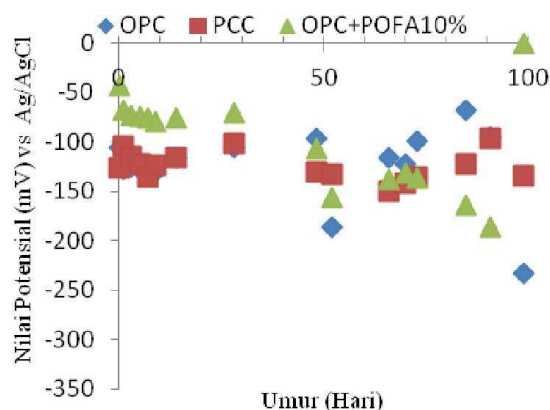 OPC PCC OPC+POFA10%
0
0 50 100
-50
-100
-150
-200
-250
-300
-350
Nilai Potensial (mV) vs Ag/AgCl
Umur (Hari)